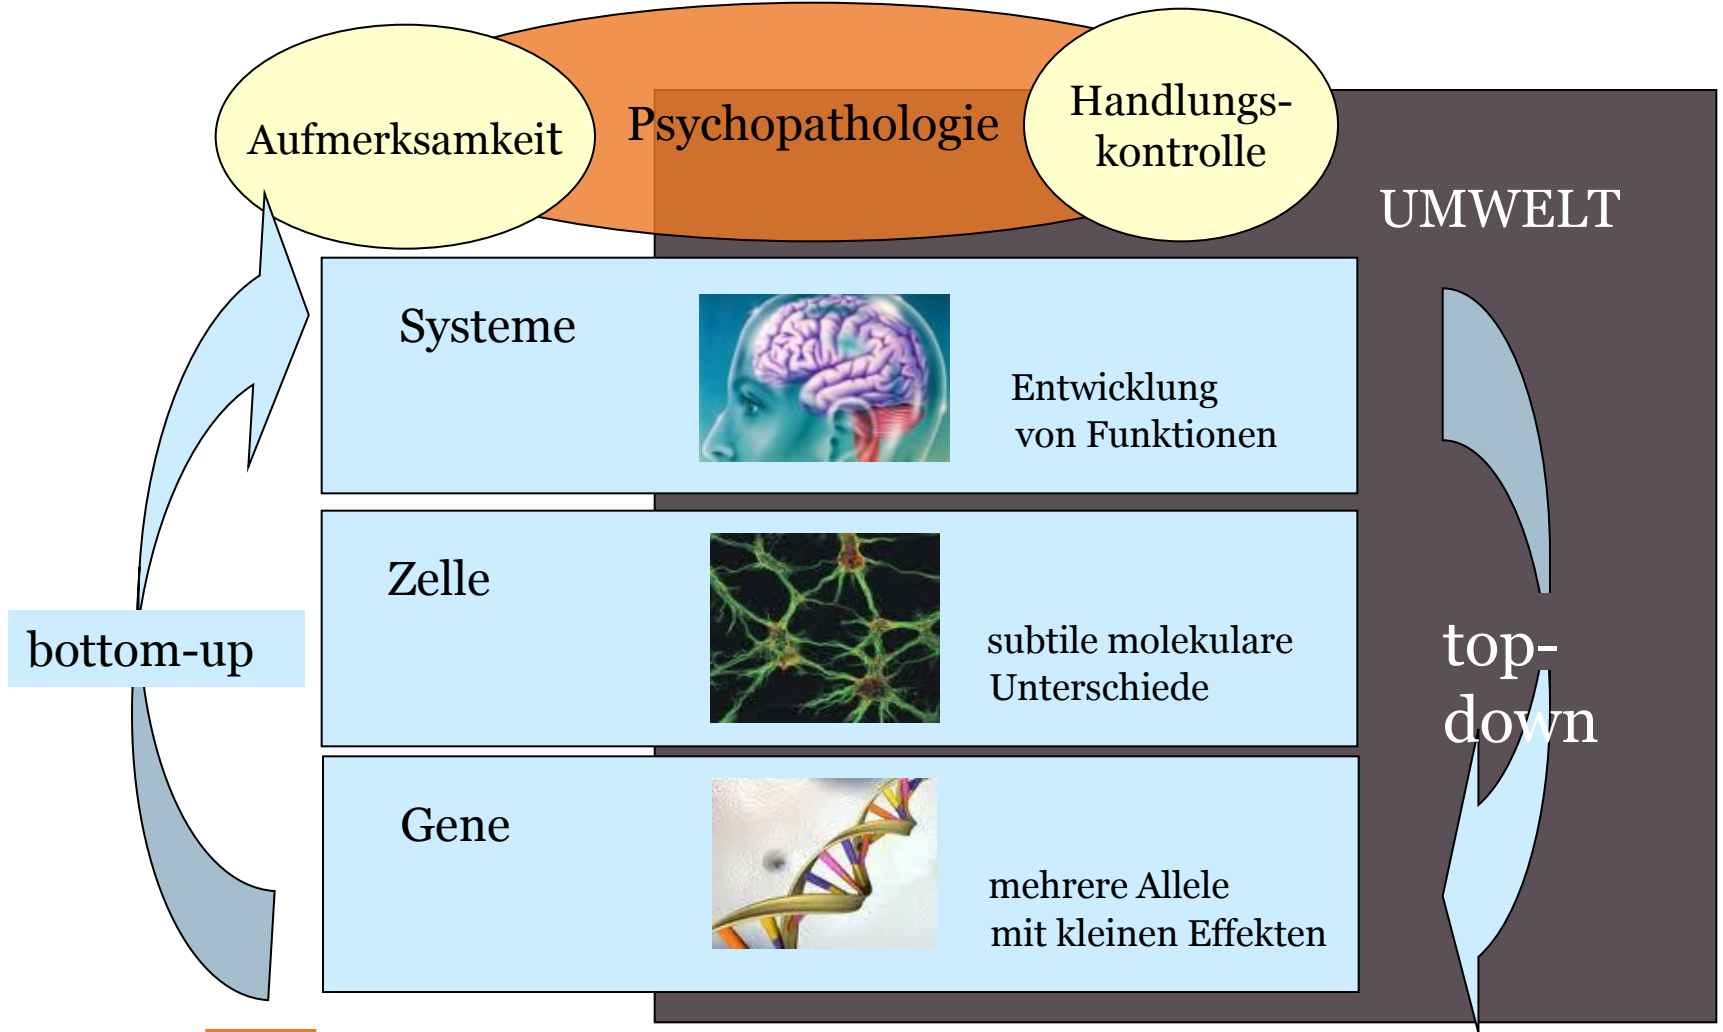 Aufmerksamkeit
Psychopathologie
Handlungs-
kontrolle
UMWELT
Systeme
Entwicklung
von Funktionen
Zelle
subtile molekulare
Unterschiede
bottom-up
top-
down
Gene
mehrere Allele
mit kleinen Effekten